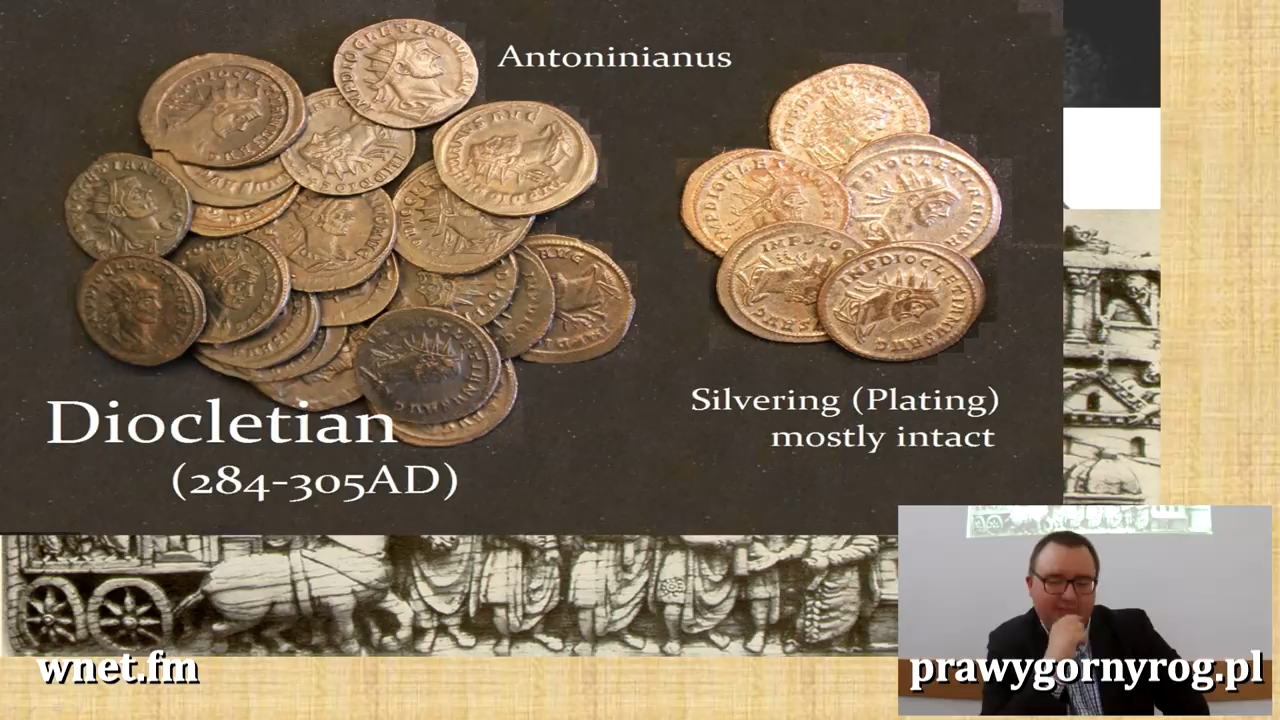 Antoninianus
Diocletian
(284-305AD)
Silvering (Plating)
mostly intact
wnet.fm
prawygornyrog.pl